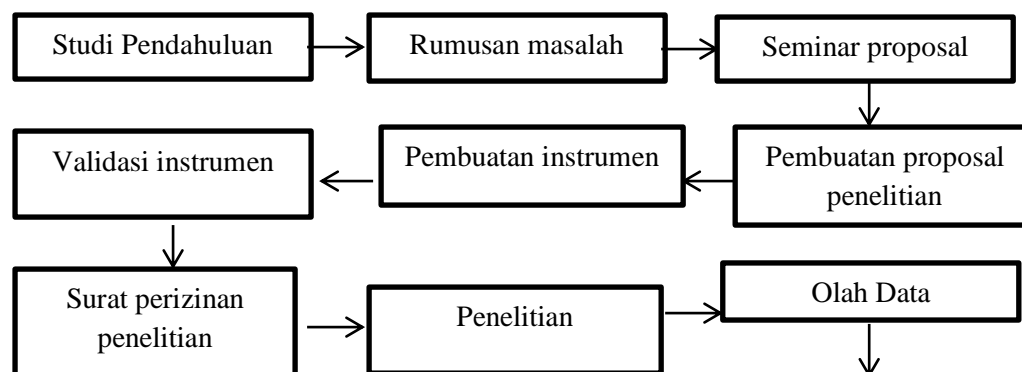 Studi Pendahuluan
Rumusan masalah
Seminar proposal
Pembuatan proposal
penelitian
Pembuatan instrumen
Validasi instrumen
Surat perizinan
penelitian
Penelitian
Olah Data